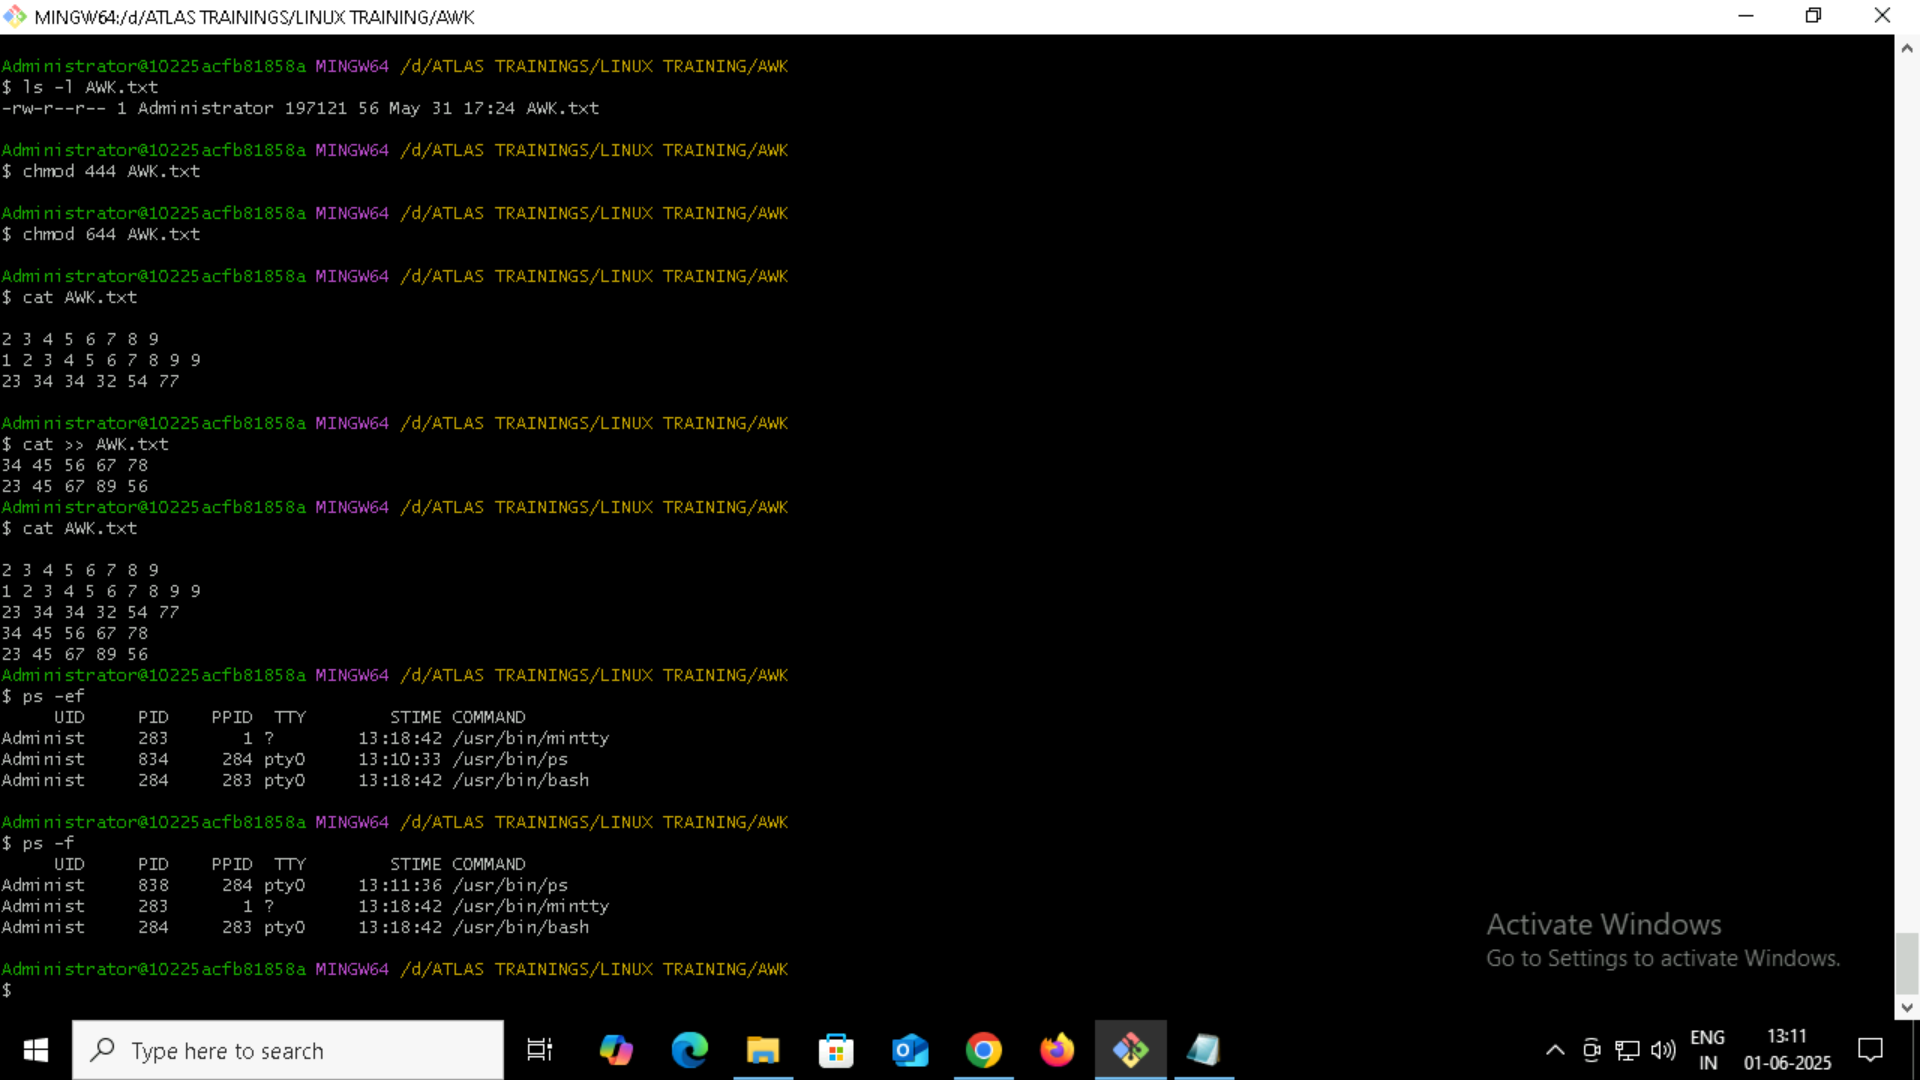 MINGW64:/d/ATLAS TRAININGS/LINUX TRAINING/AWK
Administrator@10225acfb81858a MINGW64 /d/ATLAS TRAININGS/LINUX TRAINING/AWK
$ ls -l AWK.txt
-rw-r--r-- 1 Administrator 197121 56 May 31 17:24 AWK.txt
Administrator@10225acfb81858a MINGW64 /d/ATLAS TRAININGS/LINUX TRAINING/AWK
$ chmod 444 AWK.txt
Administrator@10225acfb81858a MINGW64 /d/ATLAS TRAININGS/LINUX TRAINING/AWK
$ chmod 644 AWK.txt
Administrator@10225acfb81858a MINGW64 /d/ATLAS TRAININGS/LINUX TRAINING/AWK
$ cat AWK.txt
2 3 4 5 6 7 8 9
1 2 3 4 5 6 7 8 9 9
23 34 34 32 54 77
Administrator@10225acfb81858a MINGW64 /d/ATLAS TRAININGS/LINUX TRAINING/AWK
$ cat >> AWK.txt
34 45 56 67 78
23 45 67 89 56
Administrator@10225acfb81858a MINGW64 /d/ATLAS TRAININGS/LINUX TRAINING/AWK
$ cat AWK.txt
2 3 4 5 6 7 8 9
1 2 3 4 5 6 7 8 9 9
23 34 34 32 54 77
34 45 56 67 78
23 45 67 89 56
Administrator@10225acfb81858a MINGW64 /d/ATLAS TRAININGS/LINUX TRAINING/AWK
$ ps -ef
UID PID PPID TTY STIME COMMAND
Administ 283 1 ? 13:18:42 /usr/bin/mintty
Administ 834 284 pty0 13:10:33 /usr/bin/ps
Administ 284 283 pty0 13:18:42 /usr/bin/bash
Administrator@10225acfb81858a MINGW64 /d/ATLAS TRAININGS/LINUX TRAINING/AWK
$ ps -f
UID PID PPID TTY STIME COMMAND
Administ 838 284 pty0 13:11:36 /usr/bin/ps
Administ 283 1 ? 13:18:42 /usr/bin/mintty
Administ 284 283 pty0 13:18:42 /usr/bin/bash
Administrator@10225acfb81858a MINGW64 /d/ATLAS TRAININGS/LINUX TRAINING/AWK
$
Activate Windows
Go to Settings to activate Windows.
Type here to search
ENG
IN
13:11
01-06-2025